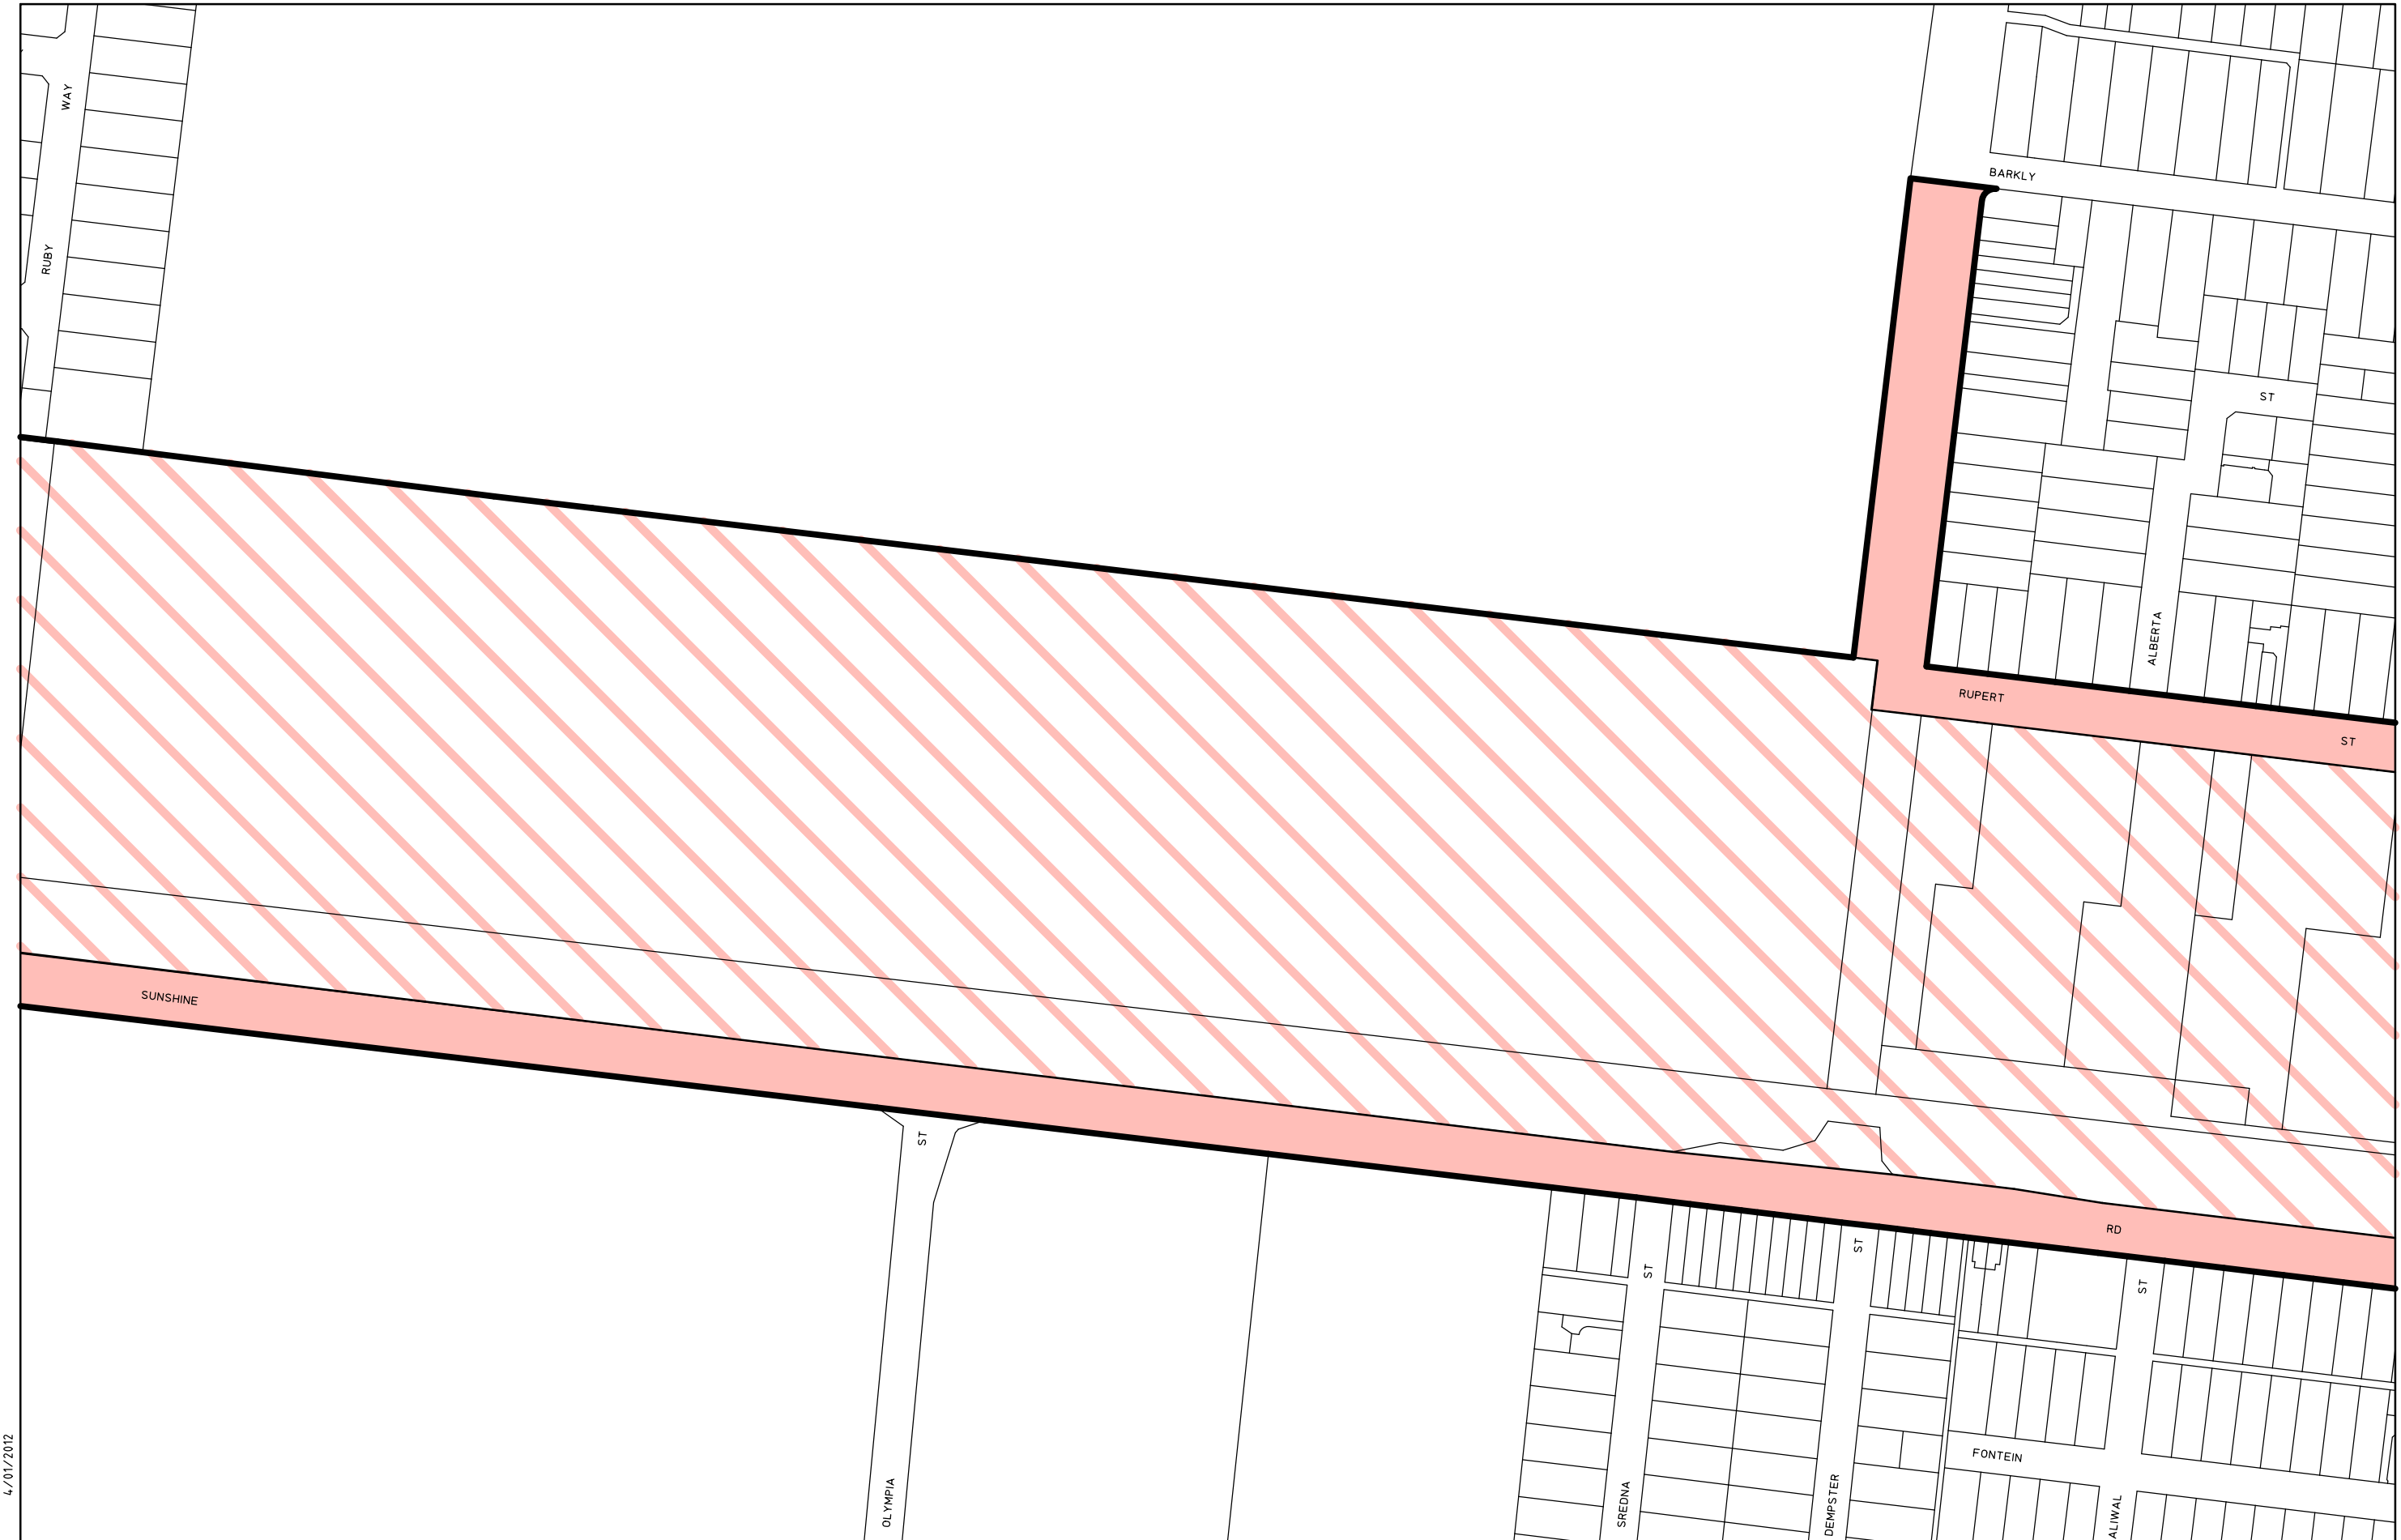 WAY
BARKLY
RUBY
ST
ALBERTA
RUPERT
ST
SUNSHINE
ST
RD
ST
ST
ST
4/01/2012
FONTEIN
OLYMPIA
SREDNA
DEMPSTER
ALIWAL